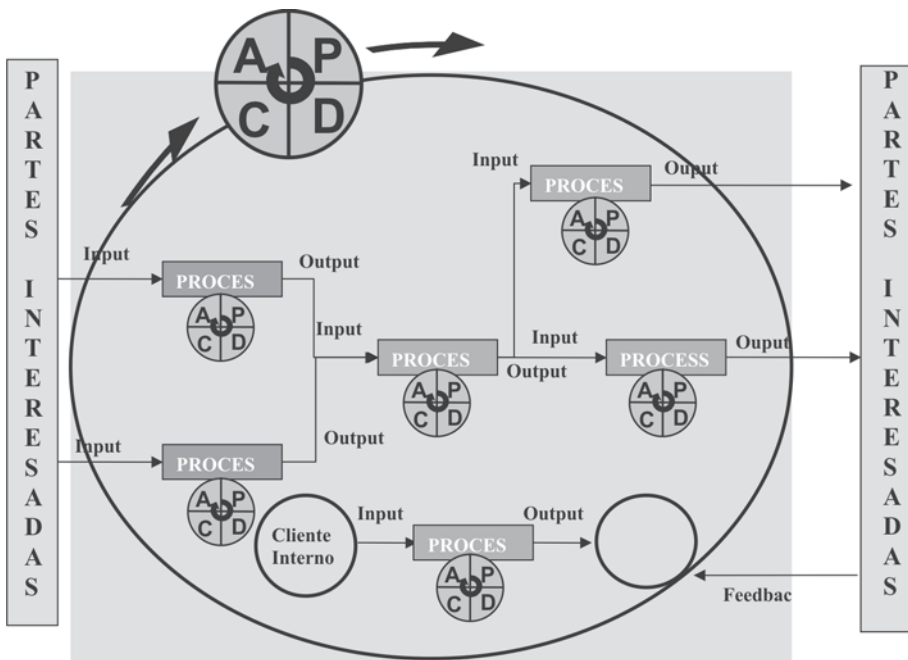 A P
C D
PARTES INTERESADAS
PARTES INTERESADAS
Input
PROCES
Ouput
A P
C D
Input
Output
PROCES
A P
C D
Input
Input
Ouput
PROCES
Output
PROCESS
A P
C D
A P
C D
Input
Output
PROCES
A P
C D
Cliente
Interno
Input
Output
PROCES
A P
C D
Feedbac